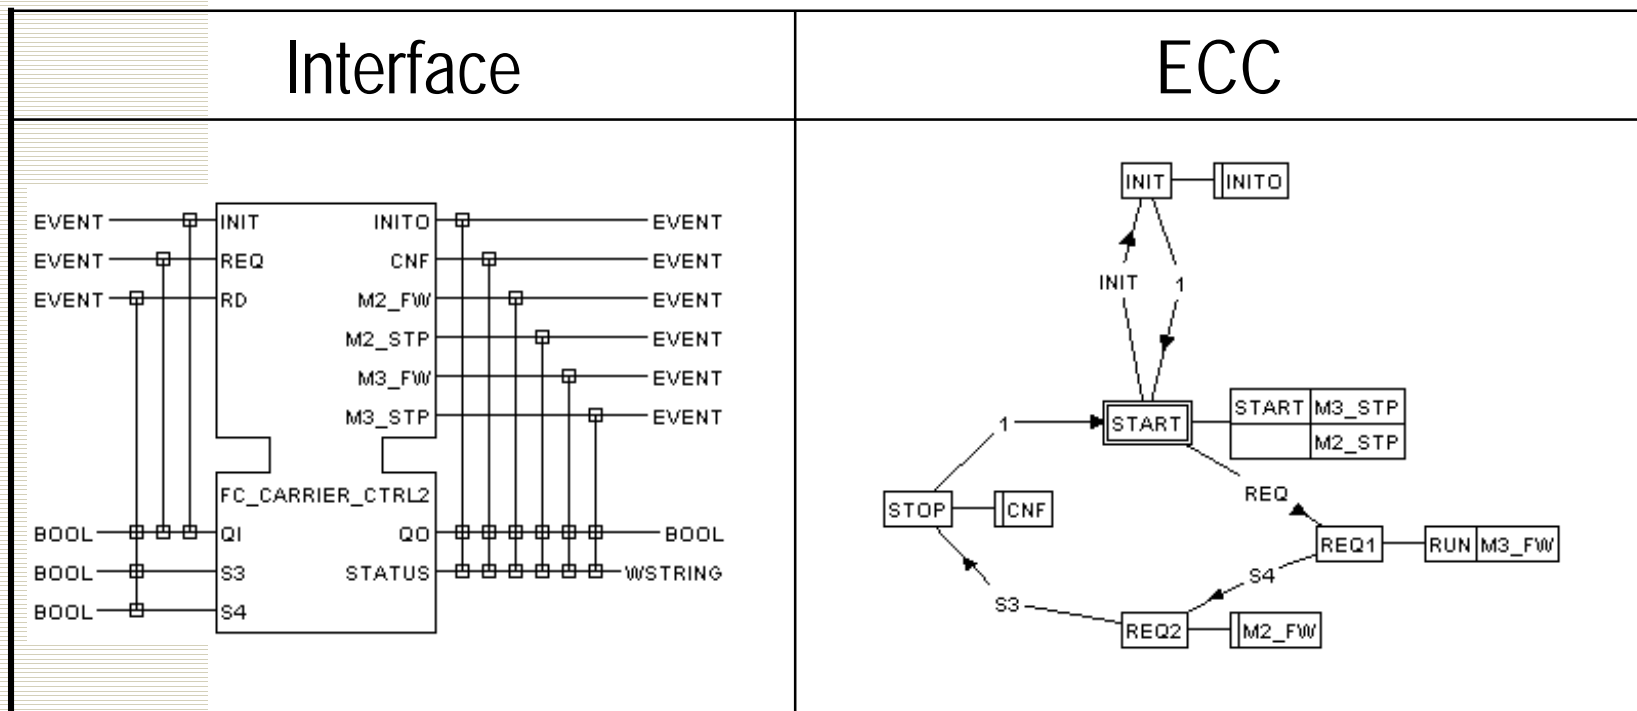 Interface
EVENT INIT INITO EVENT
EVENT REQ CNF EVENT
EVENT RD M2_FW EVENT
M2_STP EVENT
M3_FW EVENT
M3_STP EVENT
FC_CARRIER_CTRL2
BOOL QI QO BOOL
BOOL S3 STATUS WSTRING
BOOL S4
ECC
INIT INITO
INIT 1
START START M3_STP
M2_STP
1
REQ
STOP CNF
REQ1 RUN M3_FW
S4
S3
REQ2 M2_FW